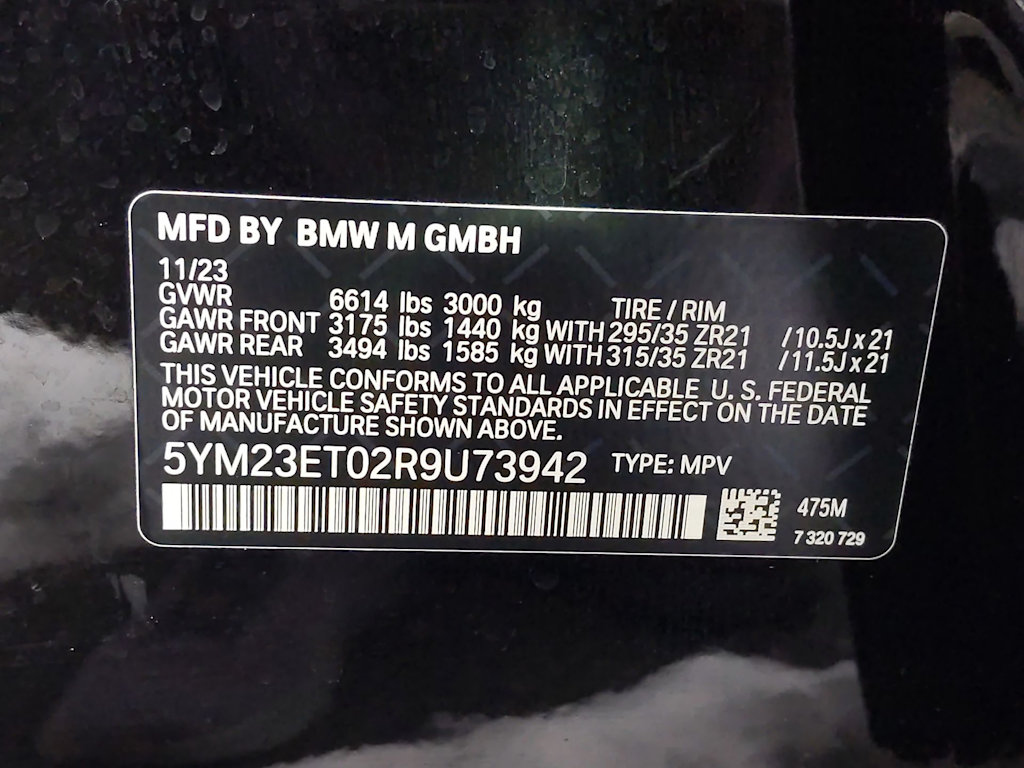 MFD BY BMW M GMBH
11/23
GVWR 6614 lbs 3000 kg TIRE / RIM
GAWR FRONT 3175 lbs 1440 kg WITH 295/35 ZR21 /10.5J x 21
GAWR REAR 3494 lbs 1585 kg WITH 315/35 ZR21 /11.5J x 21
THIS VEHICLE CONFORMS TO ALL APPLICABLE U. S. FEDERAL
MOTOR VEHICLE SAFETY STANDARDS IN EFFECT ON THE DATE
OF MANUFACTURE SHOWN ABOVE.
5YM23ET02R9U73942 TYPE: MPV
475M
7 320 729